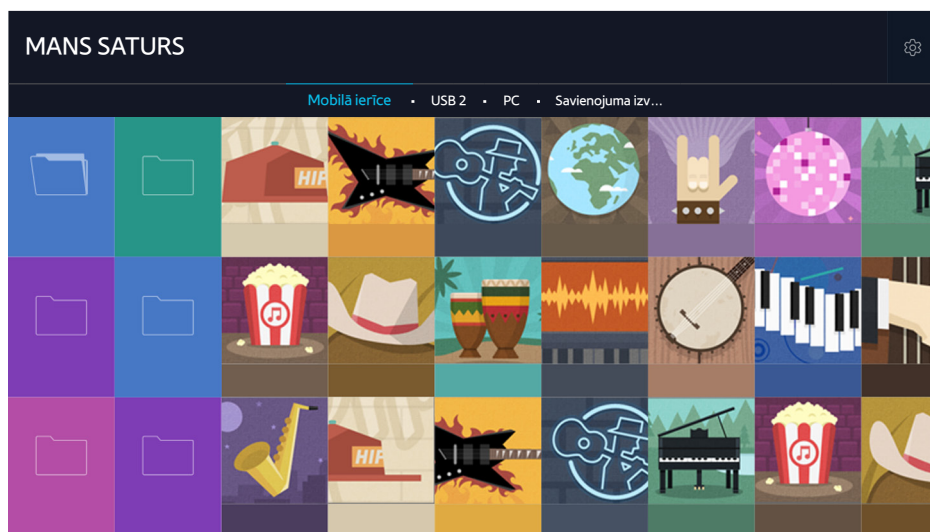 MANS SATURS
Mobilā ierīce • USB 2 • PC • Savienojuma izv...
HIP
HIP